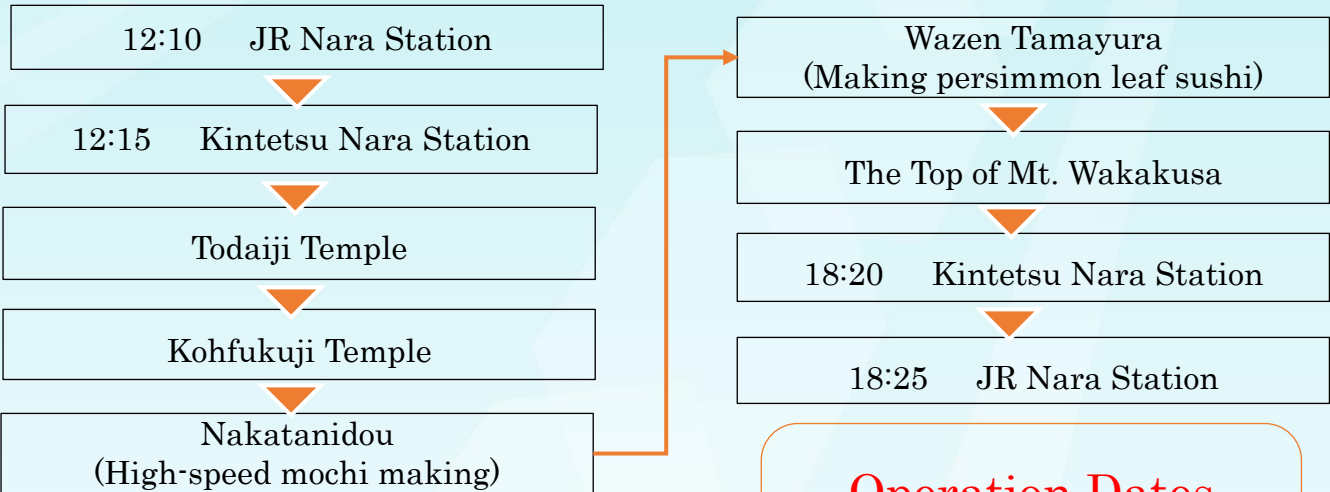 12:10 JR Nara Station
12:15 Kintetsu Nara Station
Todaiji Temple
Kohfukuji Temple
Nakatanidou
(High-speed mochi making)
Wazen Tamayura
(Making persimmon leaf sushi)
The Top of Mt. Wakakusa
18:20 Kintetsu Nara Station
18:25 JR Nara Station
Operation Dates